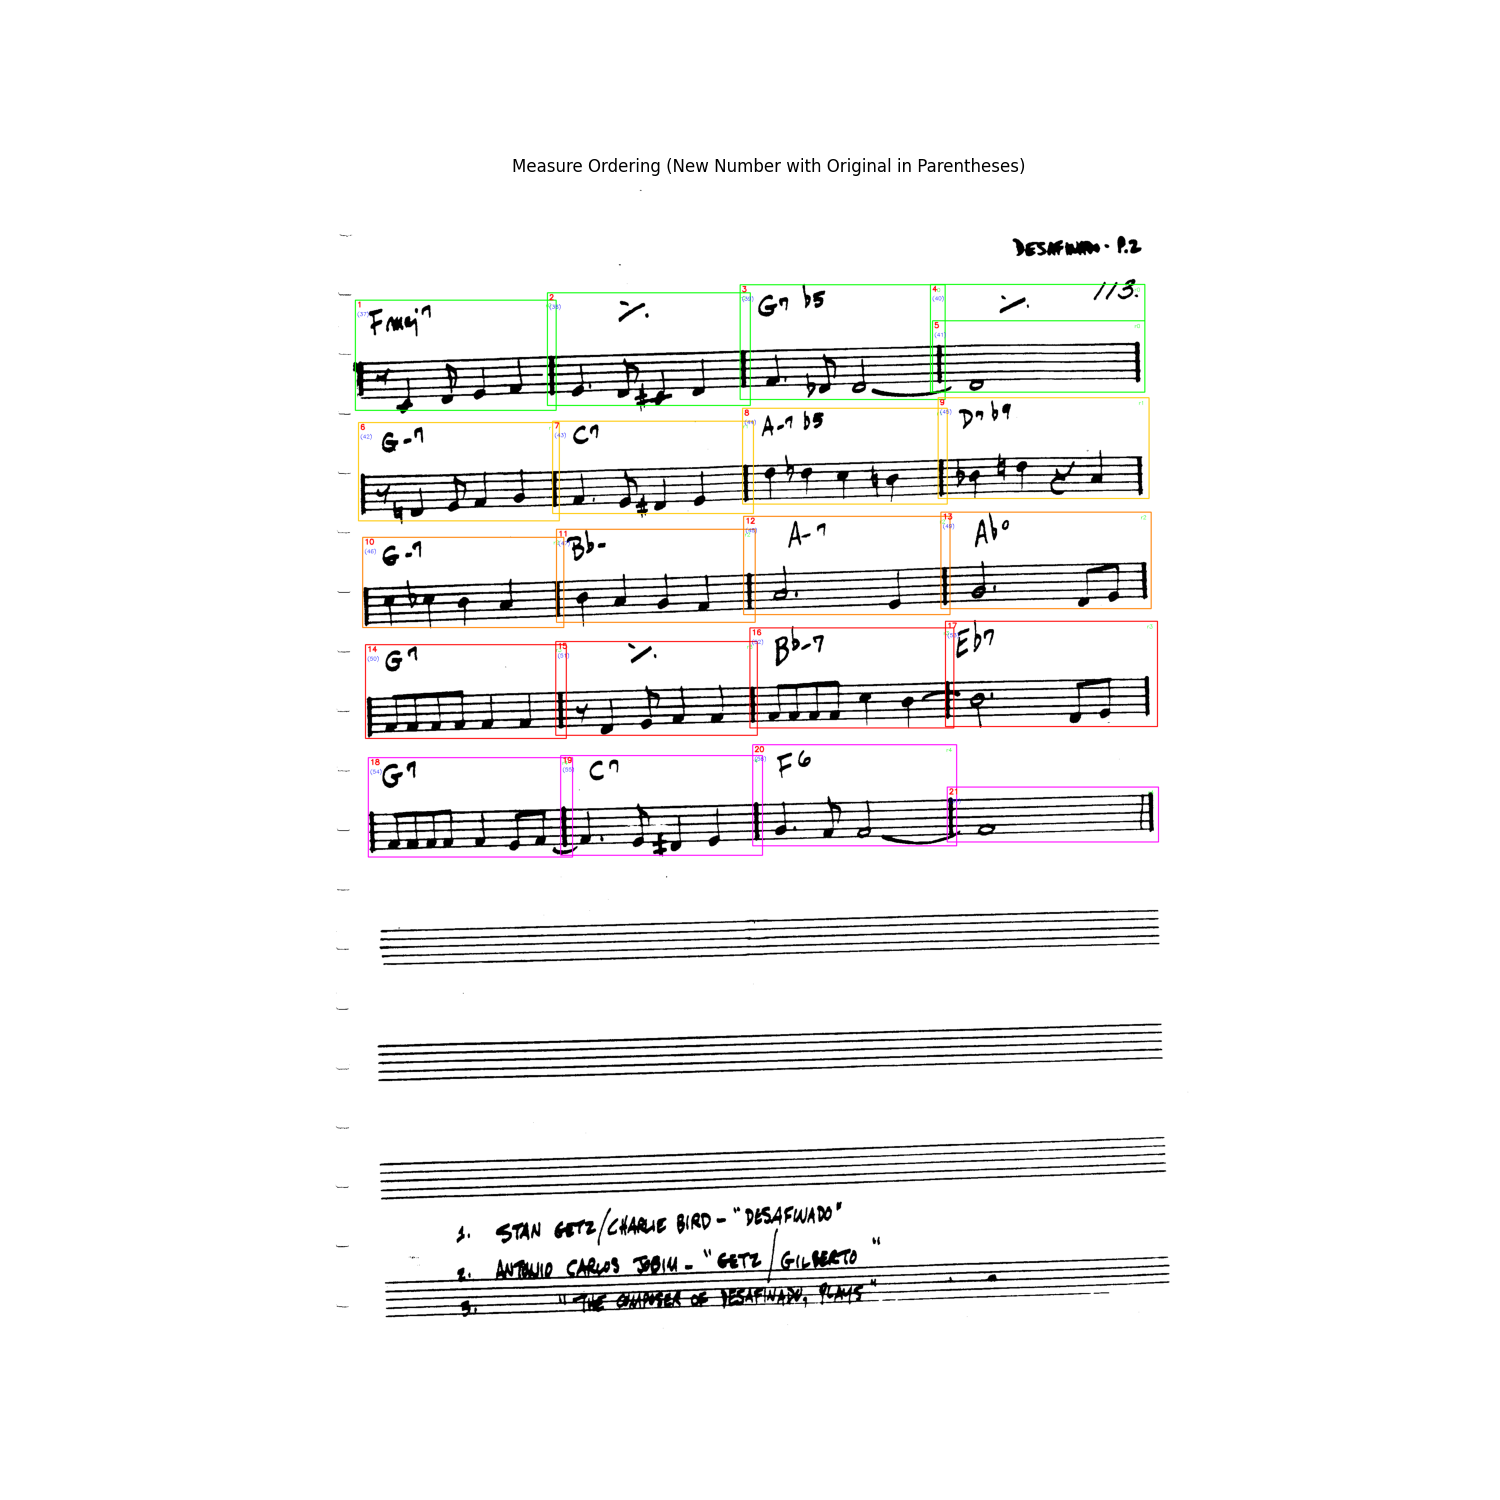 Measure Ordering (New Number with Original in Parentheses)
DESAFINADO - P.2
113.
1 2 3 4
(37) (38) (39) (40)
Fmaj7 G7 b5
5
(41)
6 7 8 9
(42) (43) (44) (45)
G-7 C7 A-7 b5 D7 b9
10 11 12 13
(46) (47) (48) (49)
G-7 Bb- A-7 Abo
14 15 16 17
(50) (51) (52) (53)
G7 Bb-7 Eb7
18 19 20 21
(54) (55) (56)
G7 C7 F6
1. STAN GETZ/CHARLIE BIRD - "DESAFINADO"
2. ANTONIO CARLOS JOBIM - "GETZ/GILBERTO"
3. "THE COMPOSER OF DESAFINADO, PLAYS"